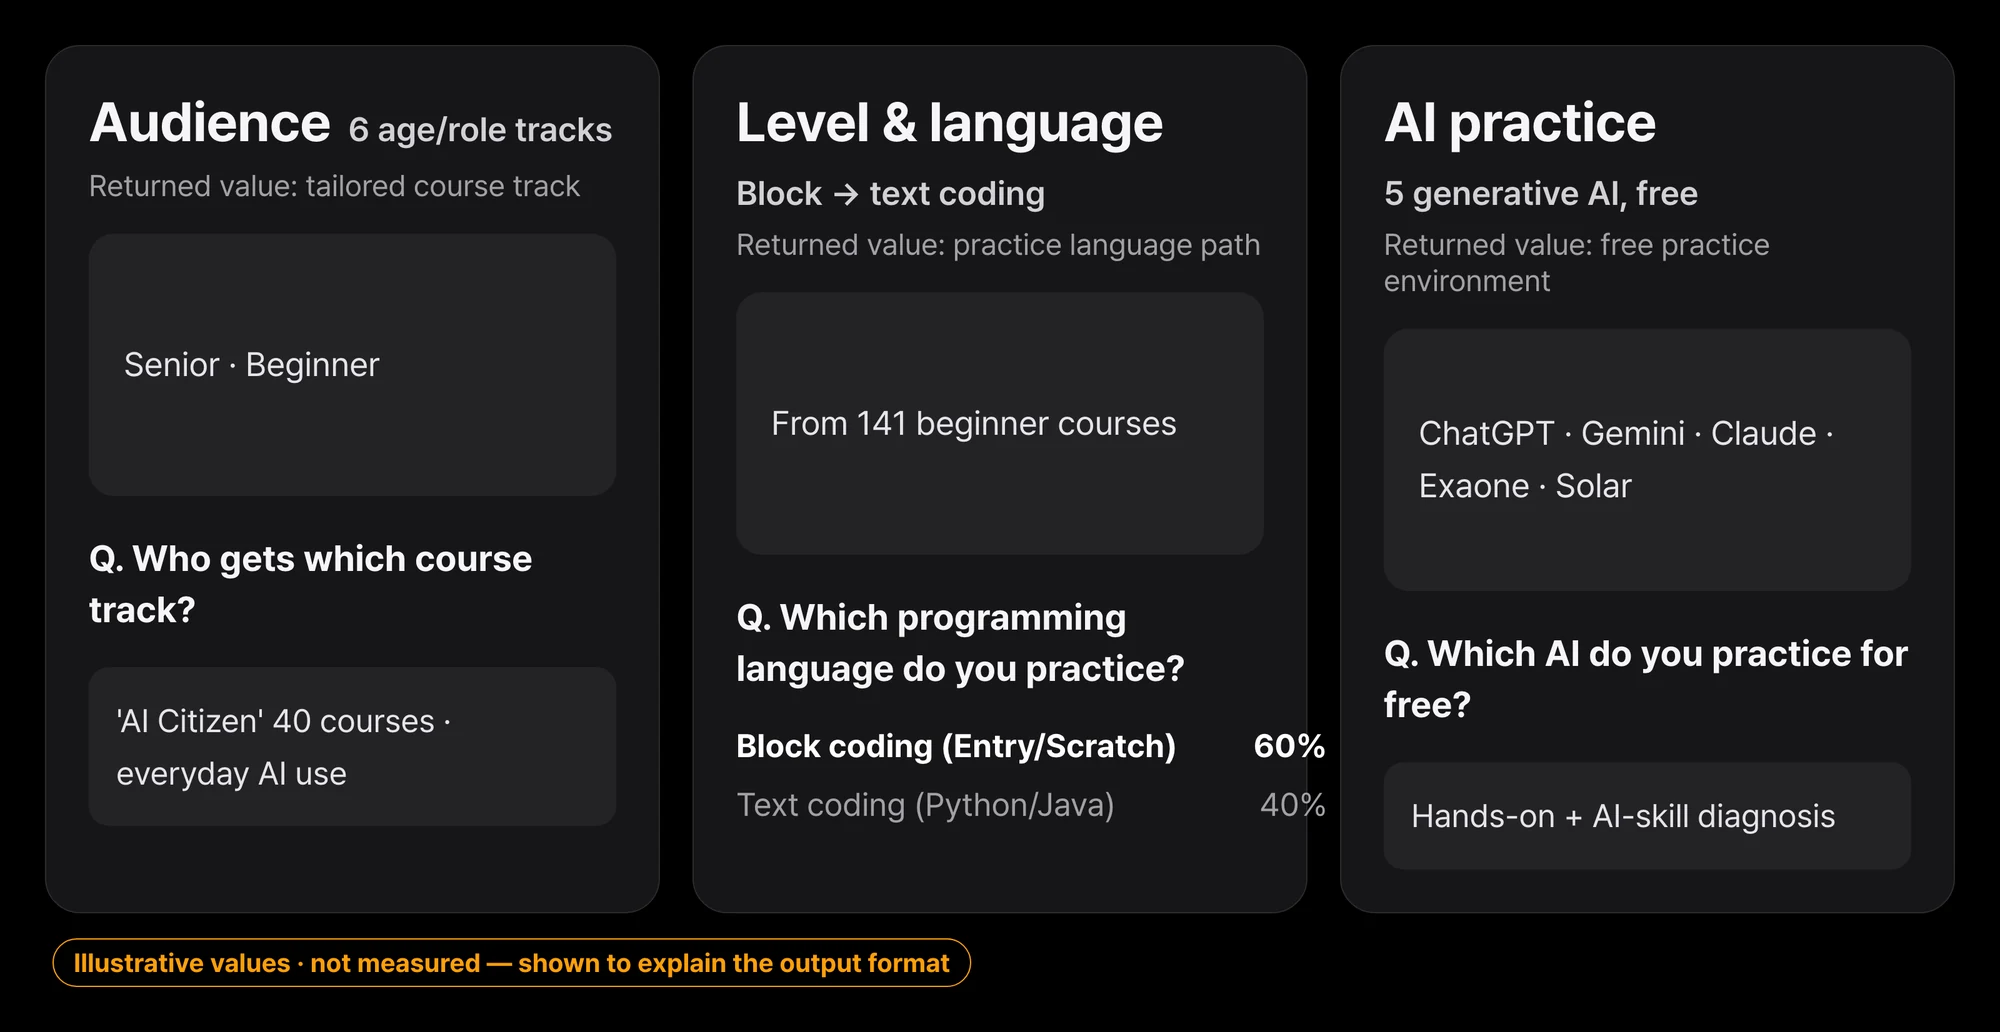 Audience 6 age/role tracks
Returned value: tailored course track
Senior · Beginner
Q. Who gets which course
track?
'AI Citizen' 40 courses ·
everyday AI use
Level & language
Block → text coding
Returned value: practice language path
From 141 beginner courses
Q. Which programming
language do you practice?
Block coding (Entry/Scratch) 60%
Text coding (Python/Java) 40%
AI practice
5 generative AI, free
Returned value: free practice
environment
ChatGPT · Gemini · Claude ·
Exaone · Solar
Q. Which AI do you practice for
free?
Hands-on + AI-skill diagnosis
Illustrative values · not measured — shown to explain the output format